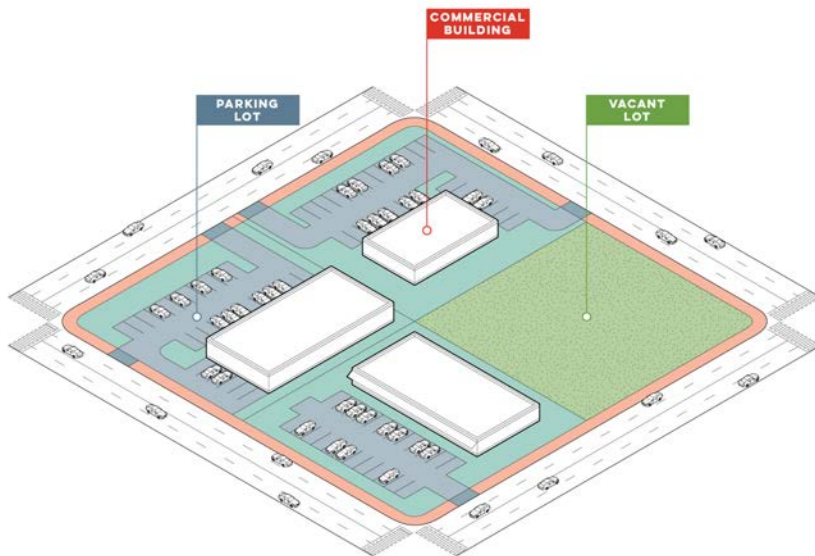 COMMERCIAL
BUILDING
PARKING
LOT
VACANT
LOT